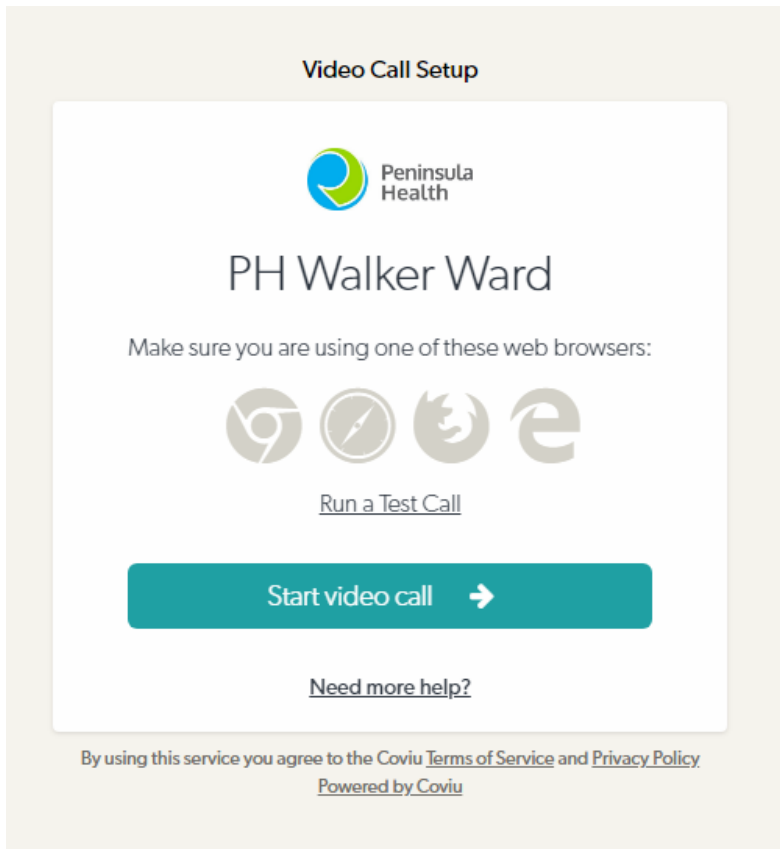 Video Call Setup
Peninsula
Health
PH Walker Ward
Make sure you are using one of these web browsers:
Run a Test Call
Start video call
Need more help?
By using this service you agree to the Coviu Terms of Service and Privacy Policy
Powered by Coviu